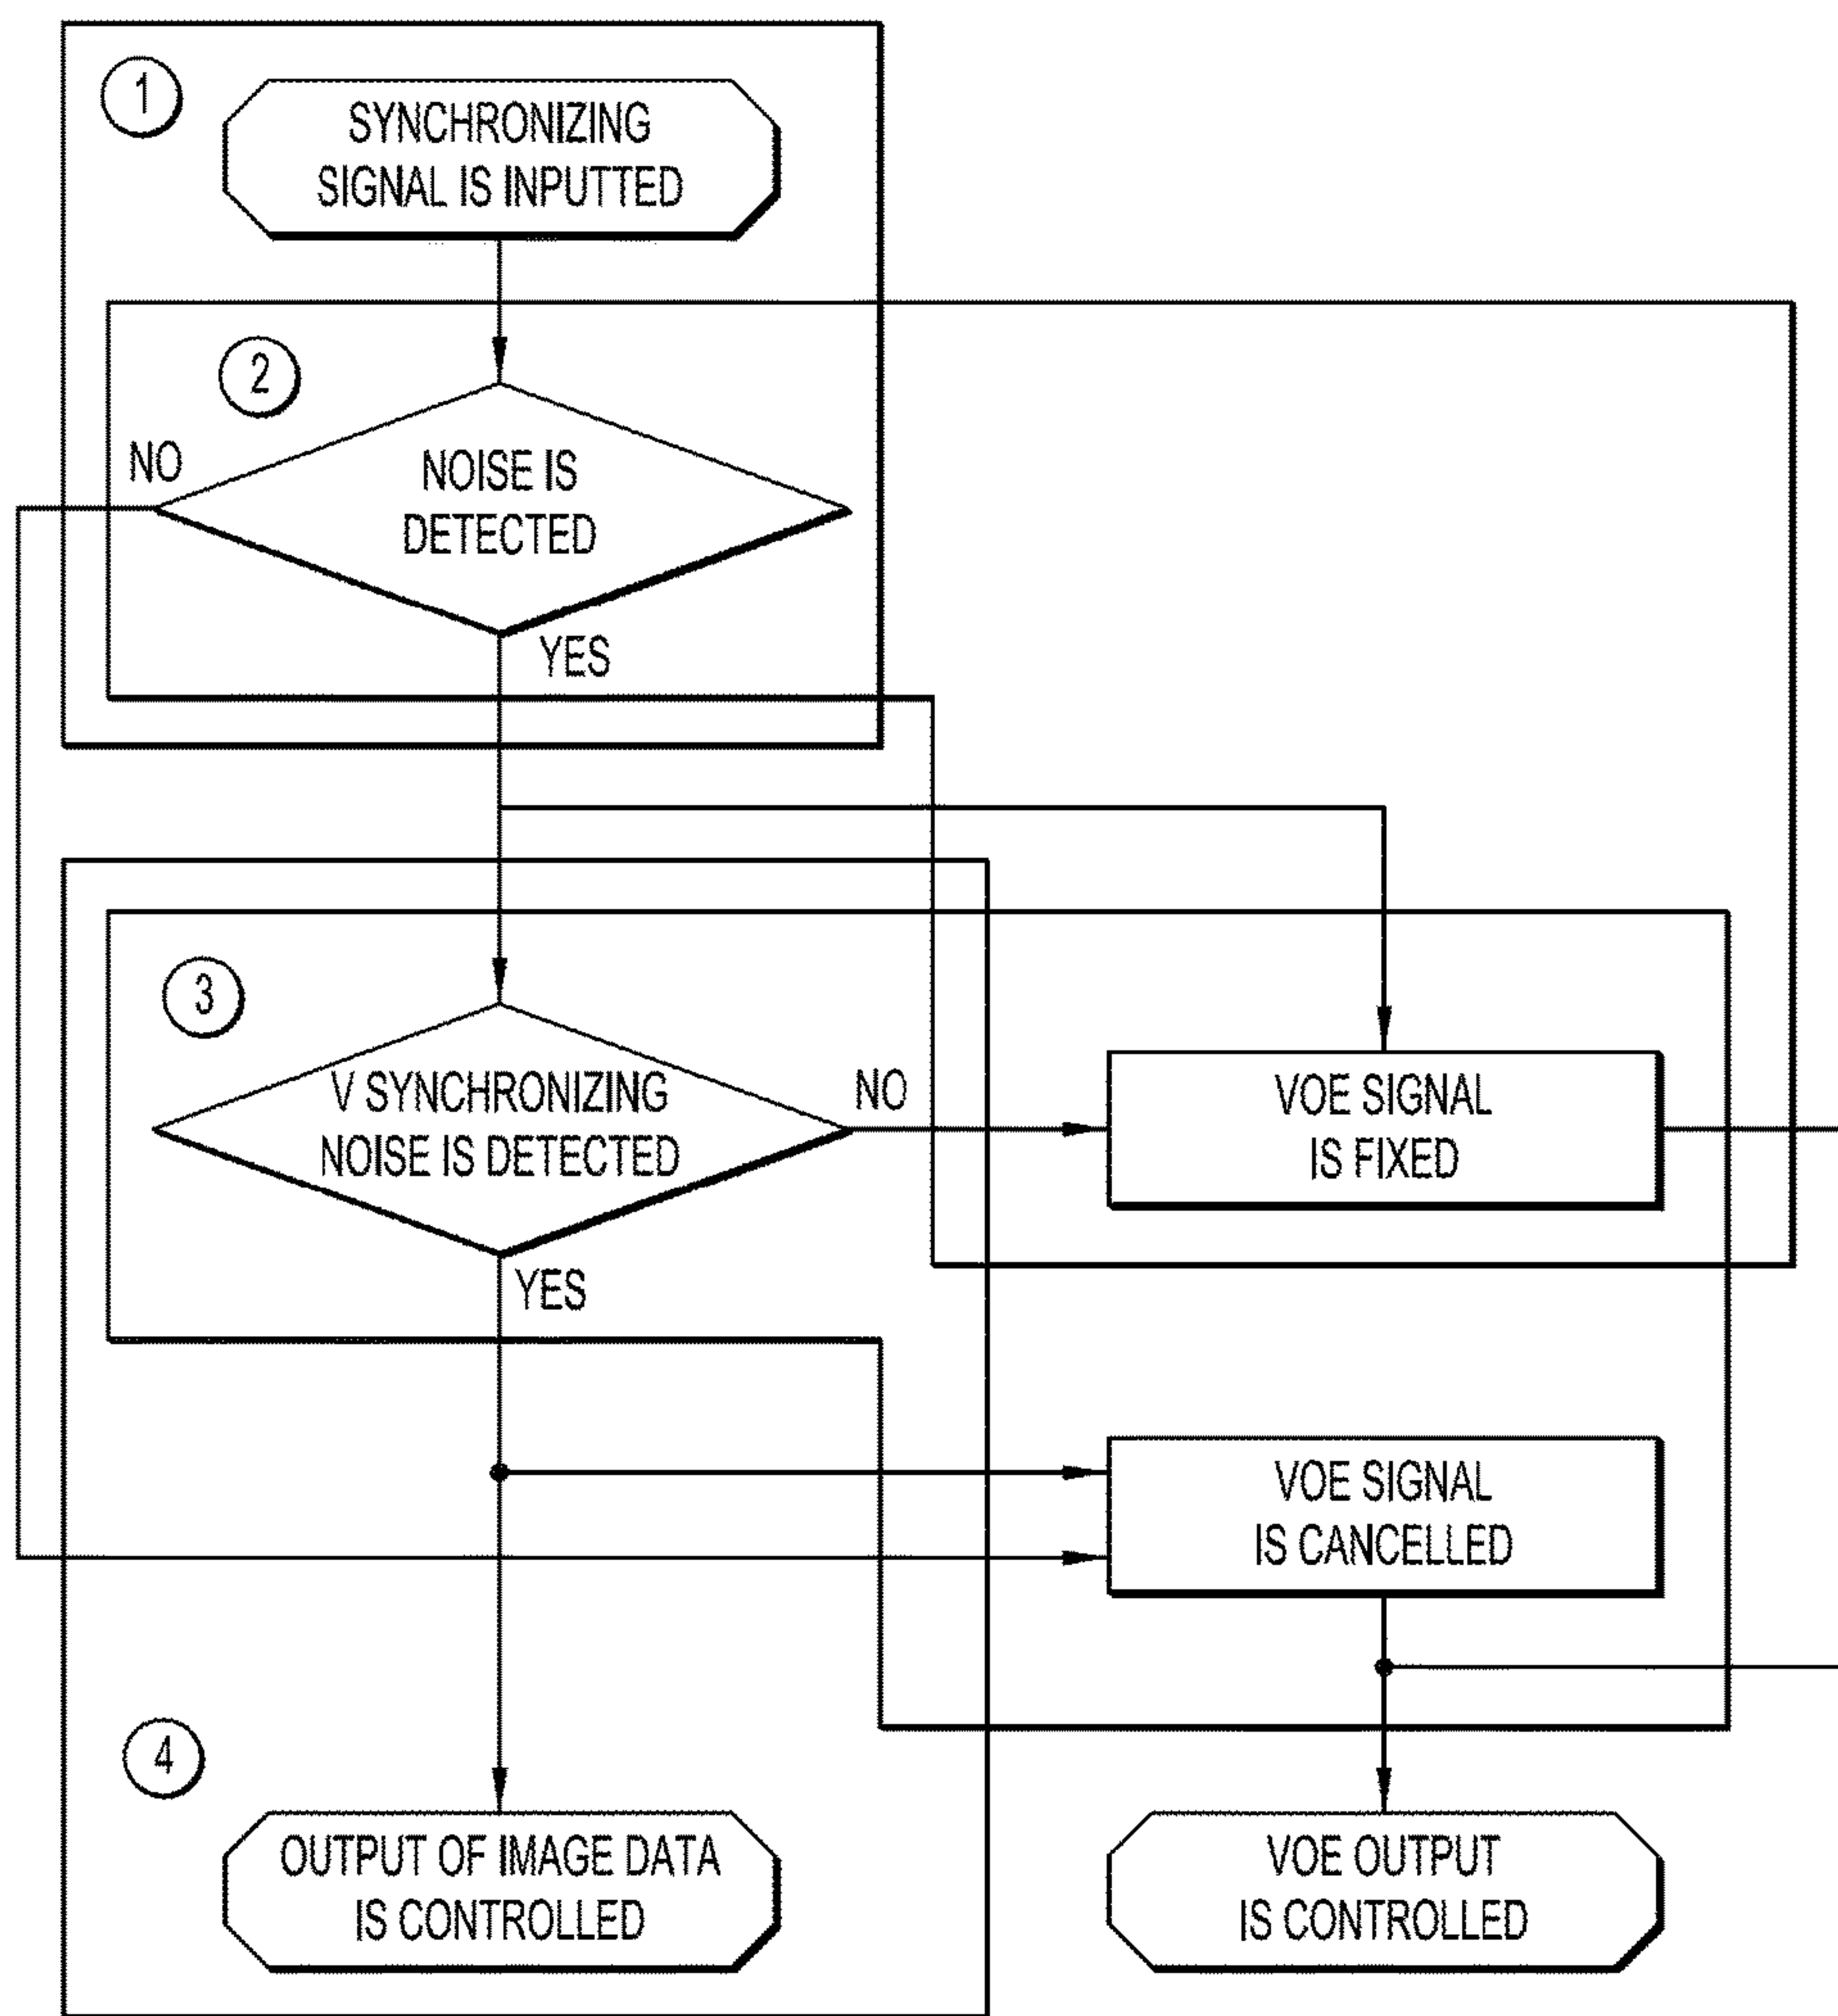 1
SYNCHRONIZING
SIGNAL IS INPUTTED
2
NO
NOISE IS
DETECTED
YES
3
V SYNCHRONIZING
NOISE IS DETECTED
NO
YES
VOE SIGNAL
IS FIXED
VOE SIGNAL
IS CANCELLED
4
OUTPUT OF IMAGE DATA
IS CONTROLLED
VOE OUTPUT
IS CONTROLLED